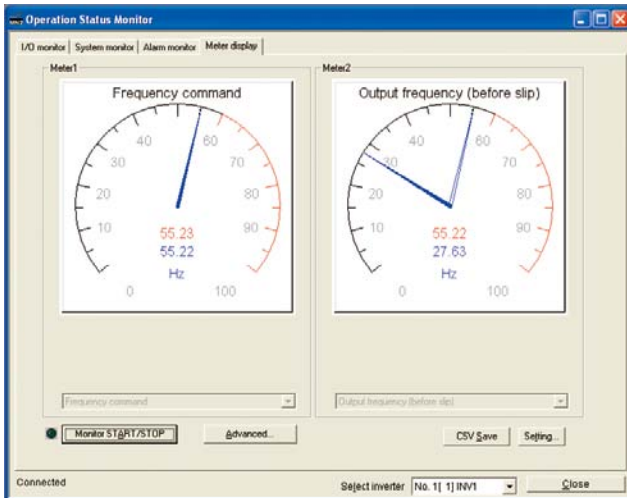 Operation Status Monitor
I/O monitor System monitor Alarm monitor Meter display
Meter1
Frequency command
0 10 20 30 40 60 70 80 90 100
55.23
55.22
Hz
Frequency command
Meter2
Output frequency (before slip)
0 10 20 30 40 60 70 80 90 100
55.22
27.63
Hz
Output frequency (before slip)
Monitor START/STOP Advanced... CSV Save Setting...
Connected Select inverter No. 1[ 1] INV1 Close